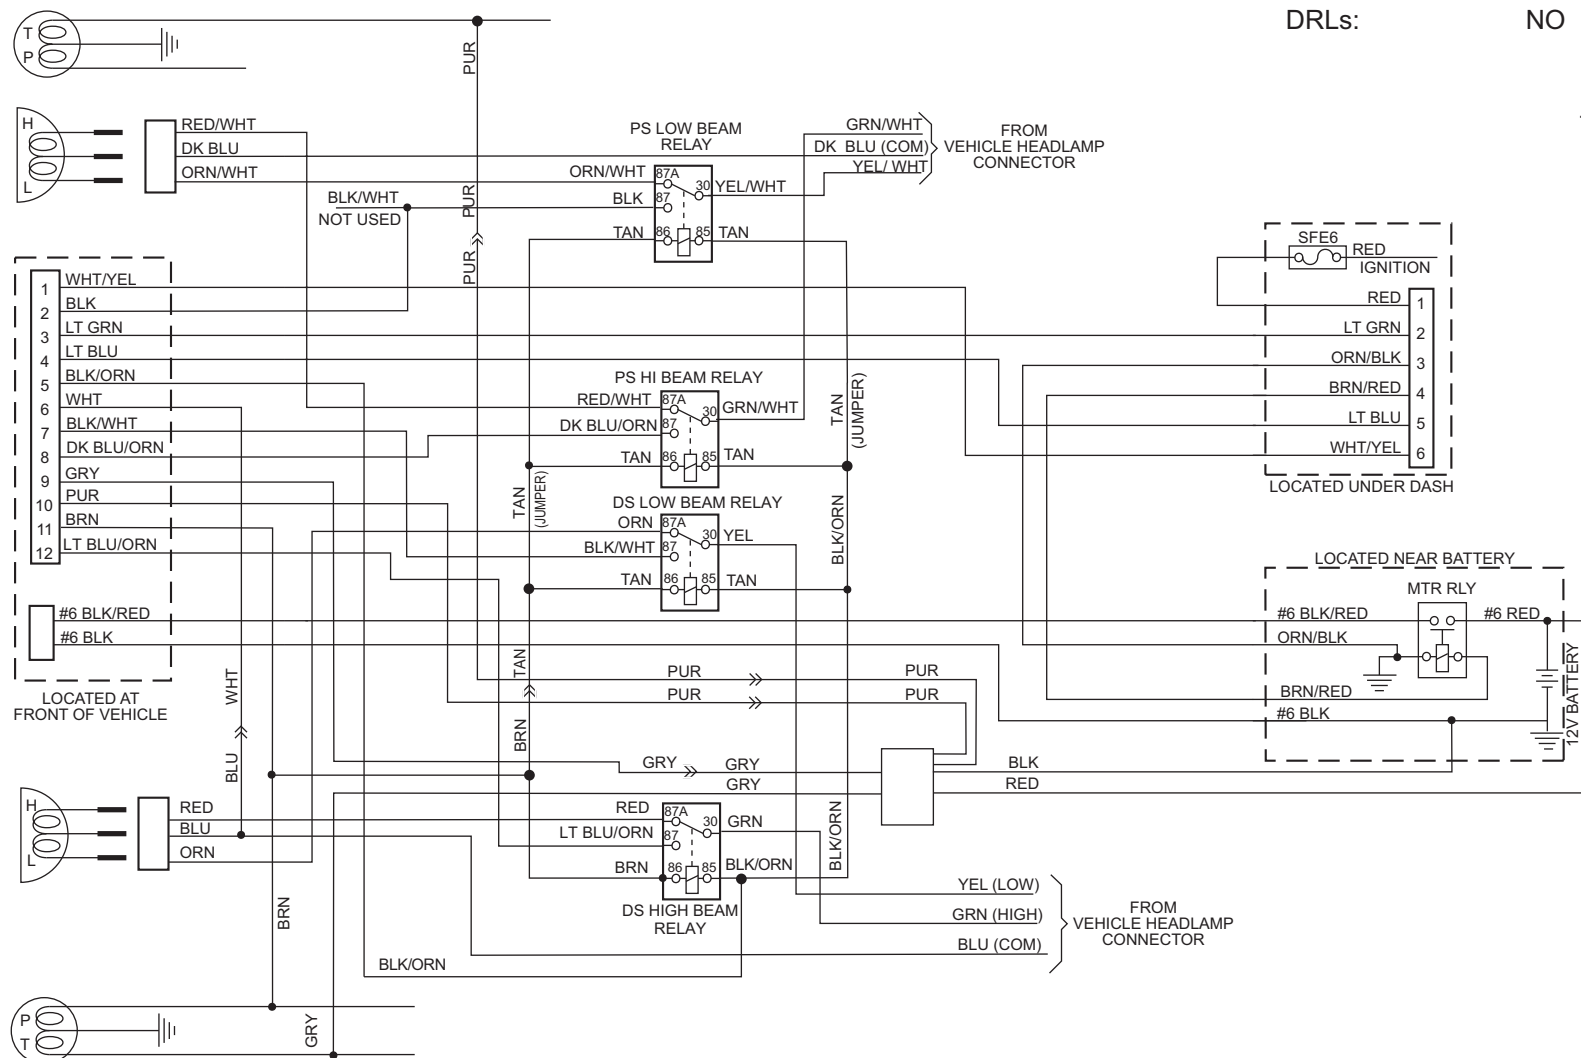 DRLs: NO
T
P
PUR
H
L
RED/WHT
DK BLU
ORN/WHT
PS LOW BEAM
RELAY
ORN/WHT
87A
30
YEL/WHT
BLK
87
TAN
86
85
TAN
GRN/WHT
DK BLU (COM)
YEL/ WHT
FROM
VEHICLE HEADLAMP
CONNECTOR
BLK/WHT
NOT USED
PUR
PUR
1 WHT/YEL
2 BLK
3 LT GRN
4 LT BLU
5 BLK/ORN
6 WHT
7 BLK/WHT
8 DK BLU/ORN
9 GRY
10 PUR
11 BRN
12 LT BLU/ORN
#6 BLK/RED
#6 BLK
LOCATED AT
FRONT OF VEHICLE
PS HI BEAM RELAY
RED/WHT
87A
30
GRN/WHT
DK BLU/ORN
87
TAN
86
85
TAN
TAN
(JUMPER)
TAN
(JUMPER)
DS LOW BEAM RELAY
ORN
87A
30
YEL
BLK/WHT
87
TAN
86
85
TAN
BLK/ORN
SFE6
RED
IGNITION
RED 1
LT GRN 2
ORN/BLK 3
BRN/RED 4
LT BLU 5
WHT/YEL 6
LOCATED UNDER DASH
LOCATED NEAR BATTERY
MTR RLY
#6 BLK/RED
#6 RED
ORN/BLK
BRN/RED
#6 BLK
12V BATTERY
WHT
BLU
TAN
BRN
PUR
PUR
PUR
PUR
GRY
GRY
GRY
BLK
RED
H
L
RED
BLU
ORN
RED
87A
30
GRN
LT BLU/ORN
87
BRN
86
85
BLK/ORN
DS HIGH BEAM
RELAY
BLK/ORN
YEL (LOW)
GRN (HIGH)
BLU (COM)
FROM
VEHICLE HEADLAMP
CONNECTOR
BRN
BLK/ORN
P
T
GRY